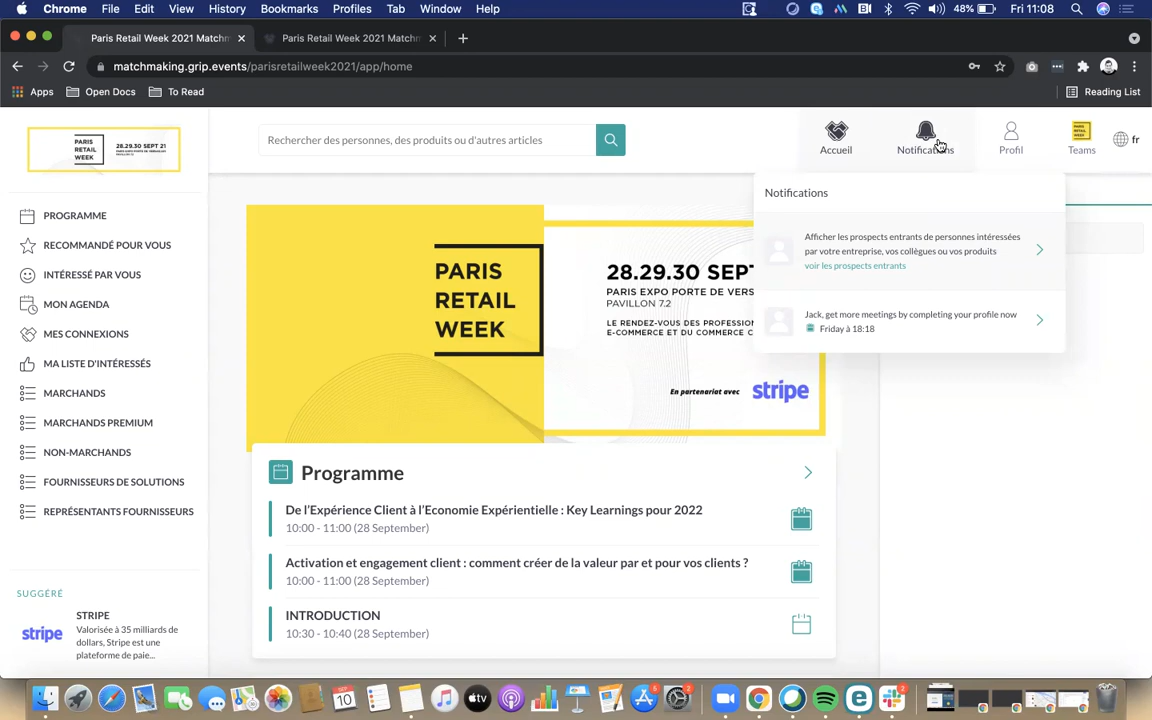 Chrome File Edit View History Bookmarks Profiles Tab Window Help 48% Fri 11:08
Paris Retail Week 2021 Matchm
Paris Retail Week 2021 Matchm
matchmaking.grip.events/parisretailweek2021/app/home
Apps Open Docs To Read Reading List
PARIS
RETAIL
WEEK
28.29.30 SEPT 21
Rechercher des personnes, des produits ou d'autres articles
Accueil Notifications Profil Teams fr
PROGRAMME
RECOMMANDÉ POUR VOUS
INTÉRESSÉ PAR VOUS
MON AGENDA
MES CONNEXIONS
MA LISTE D'INTÉRESSÉS
MARCHANDS
MARCHANDS PREMIUM
NON-MARCHANDS
FOURNISSEURS DE SOLUTIONS
REPRÉSENTANTS FOURNISSEURS
SUGGÉRÉ
stripe
STRIPE
Valorisée à 35 milliards de
dollars, Stripe est une
plateforme de paie...
PARIS
RETAIL
WEEK
28.29.30 SEPT
PARIS EXPO PORTE DE VERS
PAVILLON 7.2
LE RENDEZ-VOUS DES PROFESSION
E-COMMERCE ET DU COMMERCE C
En partenariat avec stripe
Notifications
Afficher les prospects entrants de personnes intéressées
par votre entreprise, vos collègues ou vos produits
voir les prospects entrants
Jack, get more meetings by completing your profile now
Friday à 18:18
Programme
De l'Expérience Client à l'Economie Expérientielle : Key Learnings pour 2022
10:00 - 11:00 (28 September)
Activation et engagement client : comment créer de la valeur par et pour vos clients ?
10:00 - 11:00 (28 September)
INTRODUCTION
10:30 - 10:40 (28 September)